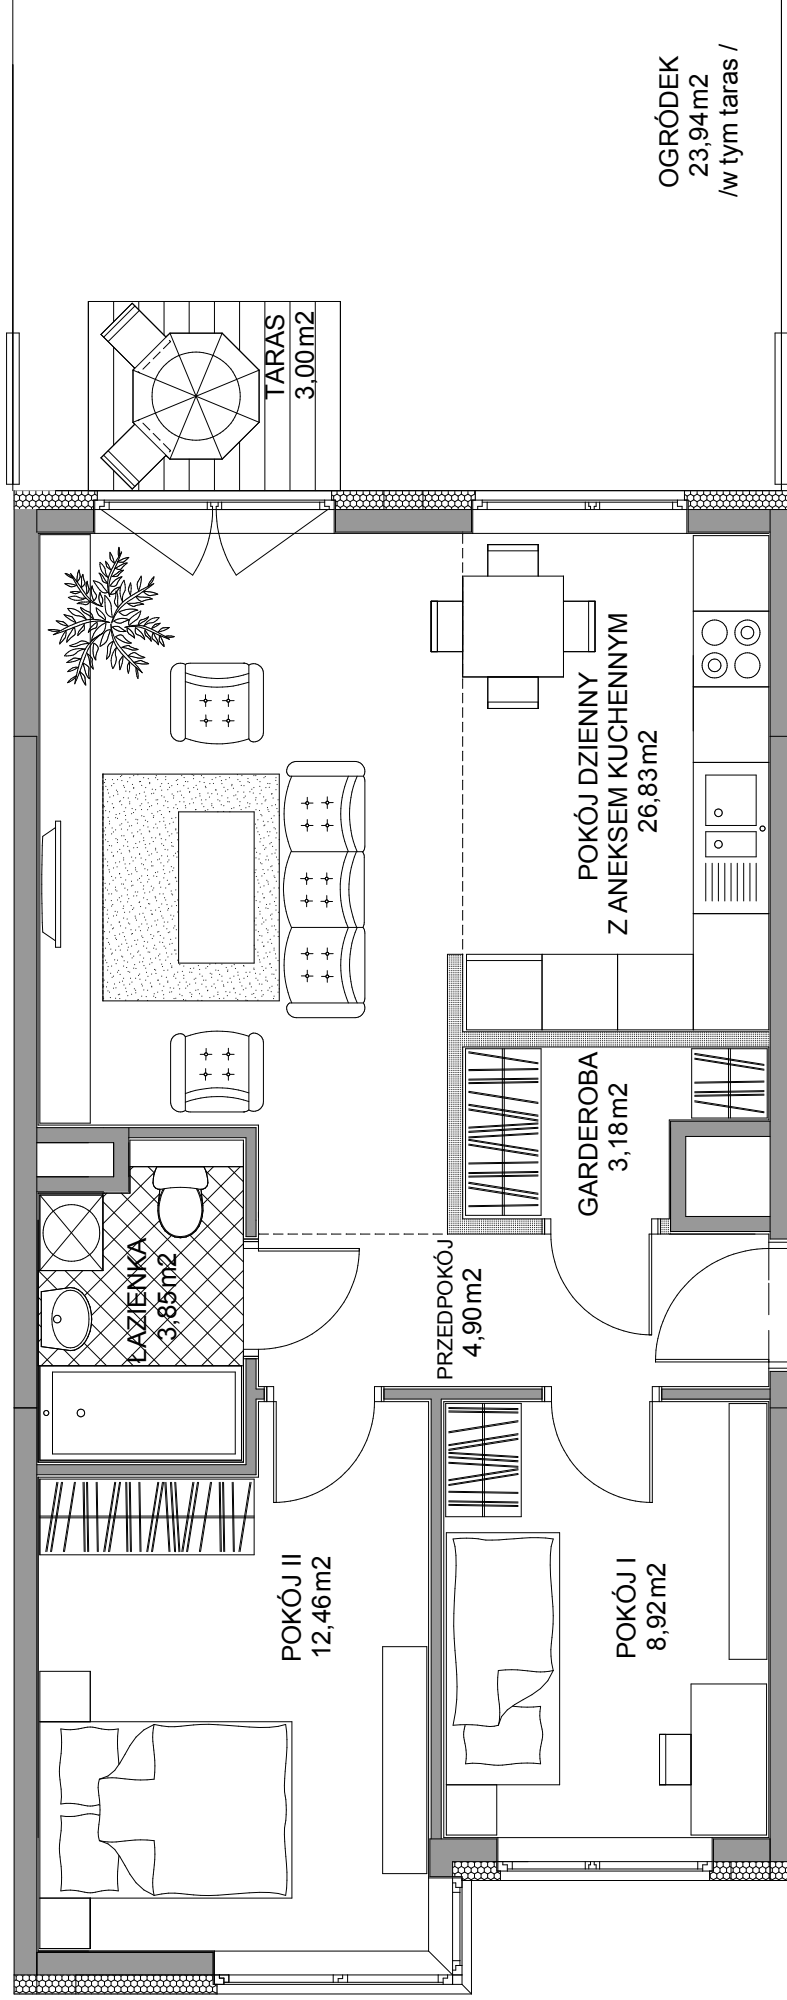 OGRÓDEK
23,94m2
/w tym taras /
TARAS
3,00m2
POKÓJ DZIENNY
Z ANEKSEM KUCHENNYM
26,83m2
GARDEROBA
3,18m2
ŁAZIENKA
3,85m2
PRZEDPOKÓJ
4,90m2
POKÓJ II
12,46m2
POKÓJ I
8,92m2